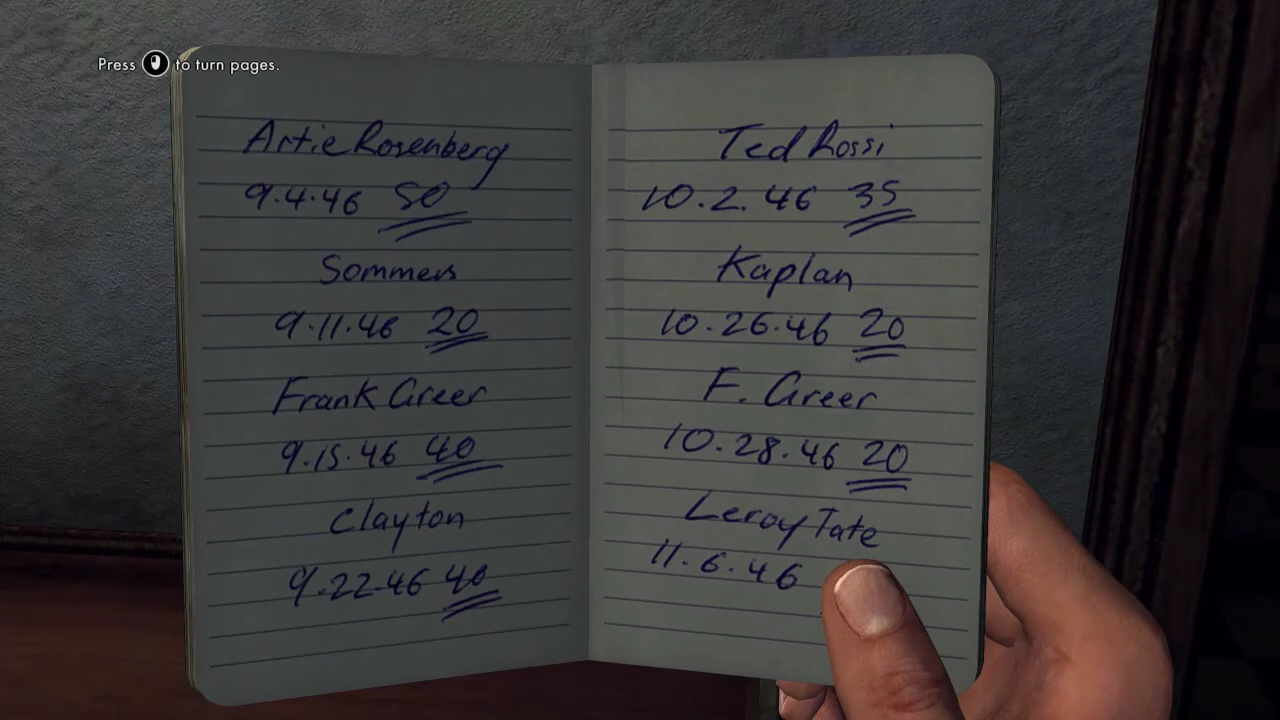 Press to turn pages.
Artie Rosenberg
9.4.46 50
Sommers
9.11.46 20
Frank Greer
9.15.46 40
Clayton
9.22.46 40
Ted Rossi
10.2.46 35
Kaplan
10.26.46 20
F. Greer
10.28.46 20
Leroy Tate
11.6.46